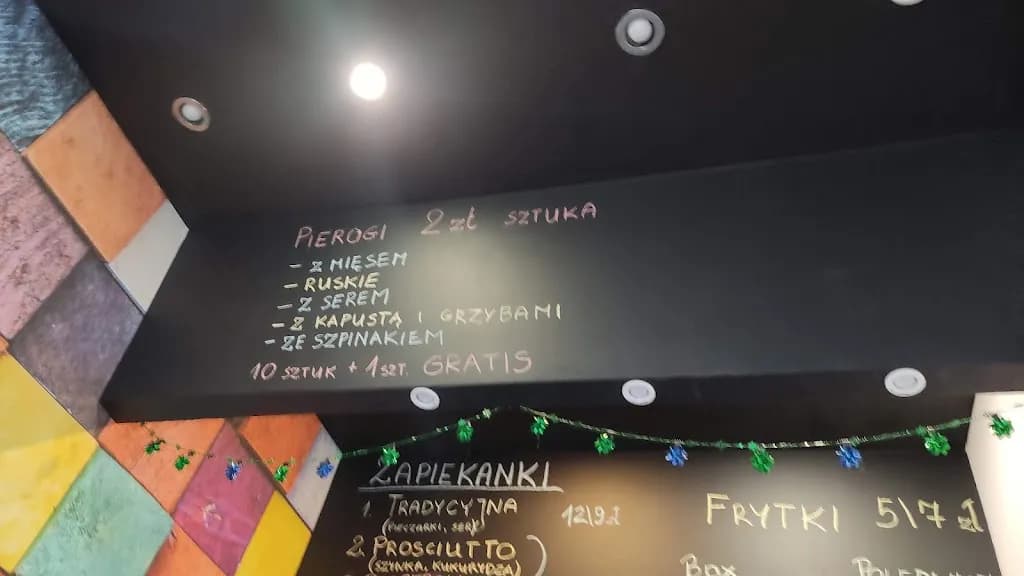 PIEROGI 2 zł SZTUKA
- Z MIĘSEM
- RUSKIE
- Z SEREM
- Z KAPUSTĄ I GRZYBAMI
- ZE SZPINAKIEM
10 SZTUK + 1 SZT. GRATIS
ZAPIEKANKI
1. TRADYCYJNA 12\9 zł
(PIECZARKI, SER)
2. PROSCIUTTO
(SZYNKA, KUKURYDZA)
FRYTKI 5\7 zł
BOX